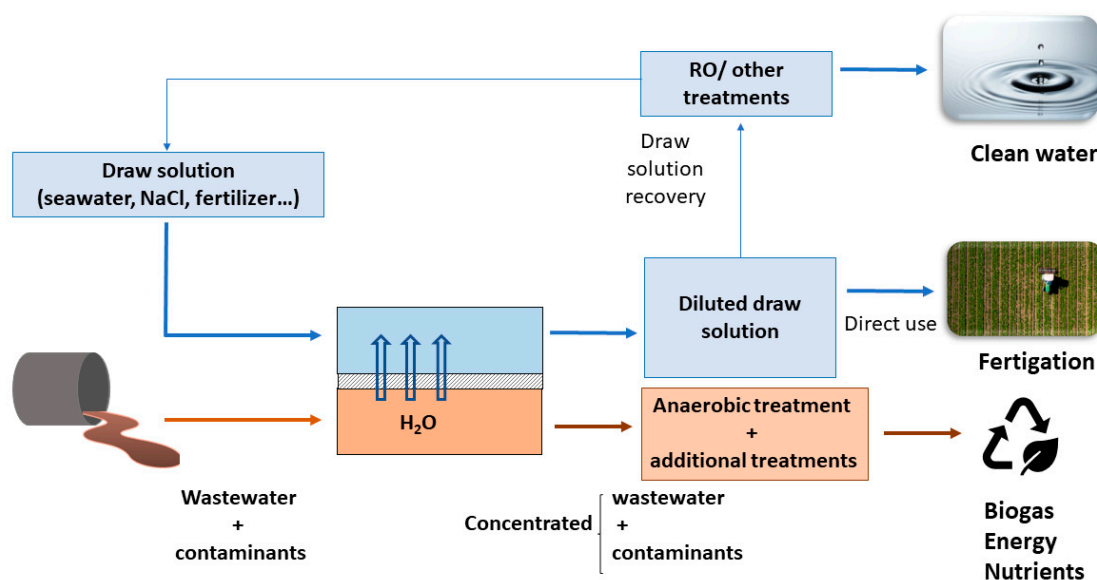 RO/ other
treatments
Clean water
Draw
solution
recovery
Draw solution
(seawater, NaCl, fertilizer...)
Diluted draw
solution
Direct use
Fertigation
H₂O
Anaerobic treatment
+
additional treatments
Wastewater
+
contaminants
Concentrated
wastewater
+
contaminants
Biogas
Energy
Nutrients